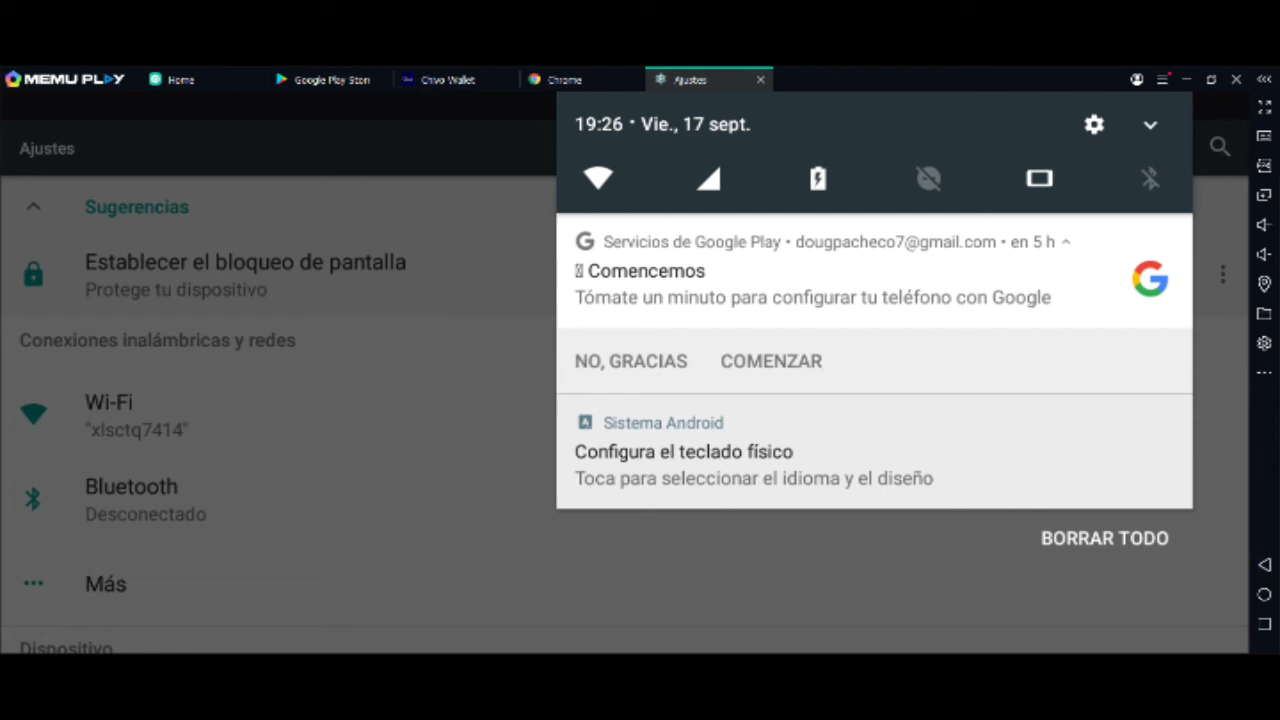 MEMU PLAY Home Google Play Stori Chivo Wallet Chrome Ajustes
19:26 • Vie., 17 sept.
Ajustes
Sugerencias
Establecer el bloqueo de pantalla
Protege tu dispositivo
Conexiones inalámbricas y redes
Wi-Fi
"xlsctq7414"
Bluetooth
Desconectado
Más
Dispositivo
Servicios de Google Play • dougpacheco7@gmail.com • en 5 h
Comencemos
Tómate un minuto para configurar tu teléfono con Google
NO, GRACIAS COMENZAR
Sistema Android
Configura el teclado físico
Toca para seleccionar el idioma y el diseño
BORRAR TODO